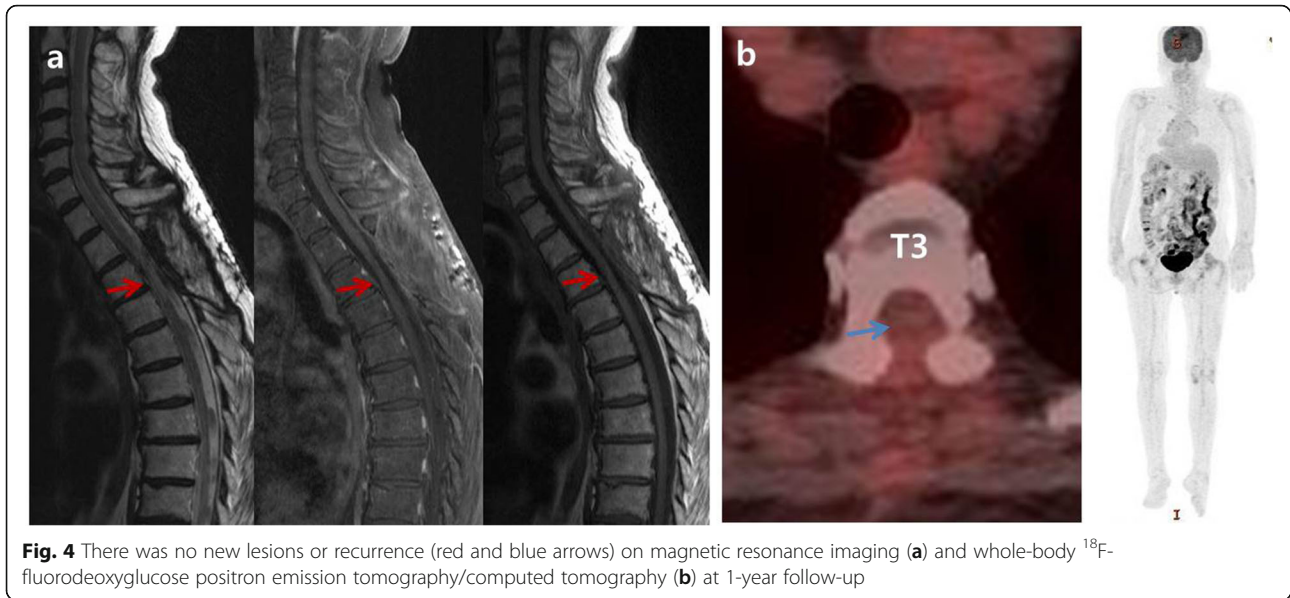 a
b
T3
E
I
Fig. 4 There was no new lesions or recurrence (red and blue arrows) on magnetic resonance imaging (a) and whole-body ¹⁸F-
fluorodeoxyglucose positron emission tomography/computed tomography (b) at 1-year follow-up